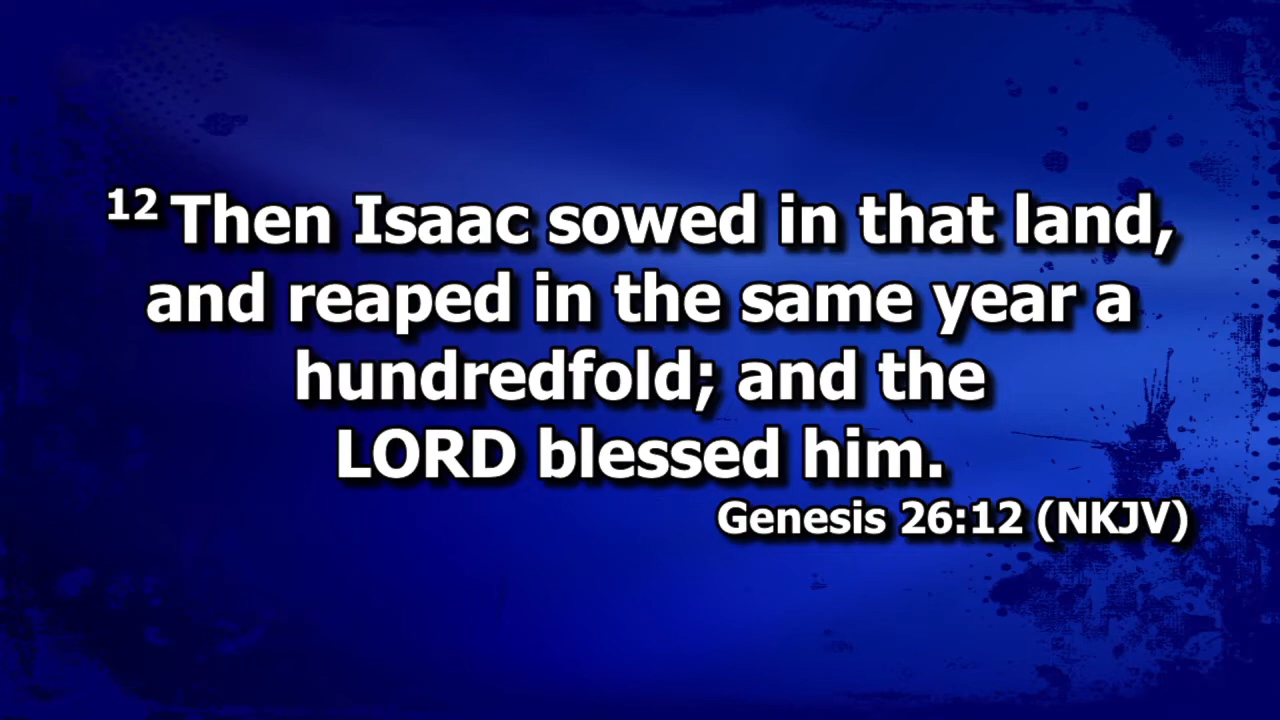 12 Then Isaac sowed in that land,
and reaped in the same year a
hundredfold; and the
LORD blessed him.
Genesis 26:12 (NKJV)